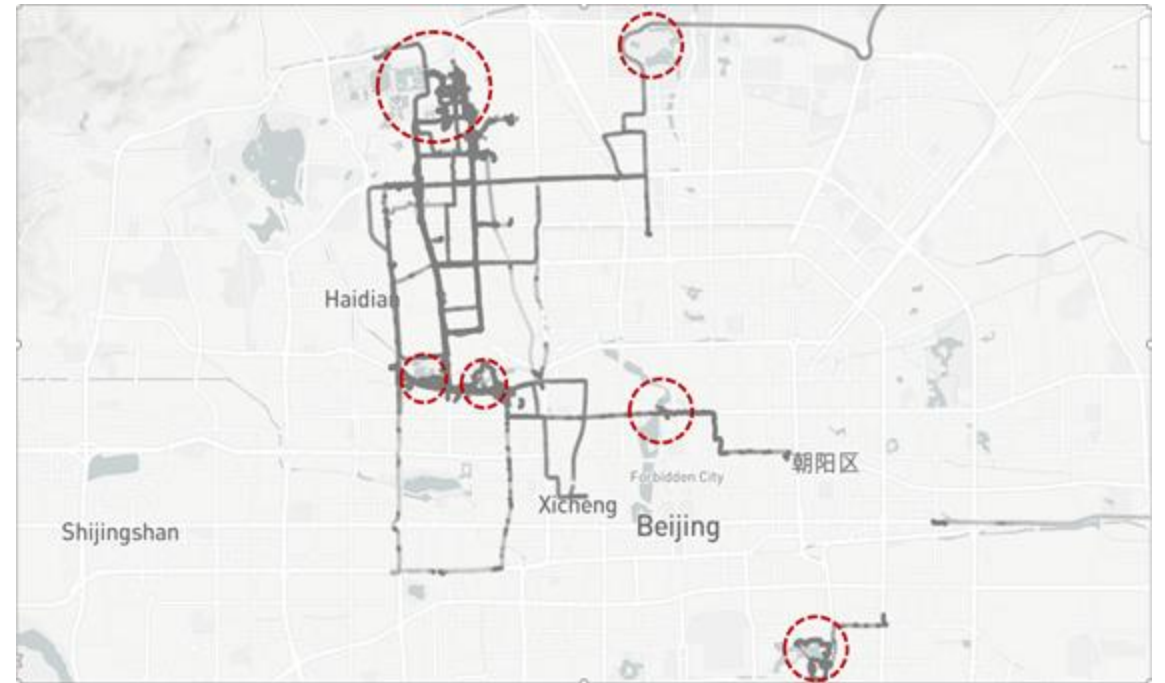 Haidian
朝阳区
Forbidden City
Xicheng
Beijing
Shijingshan